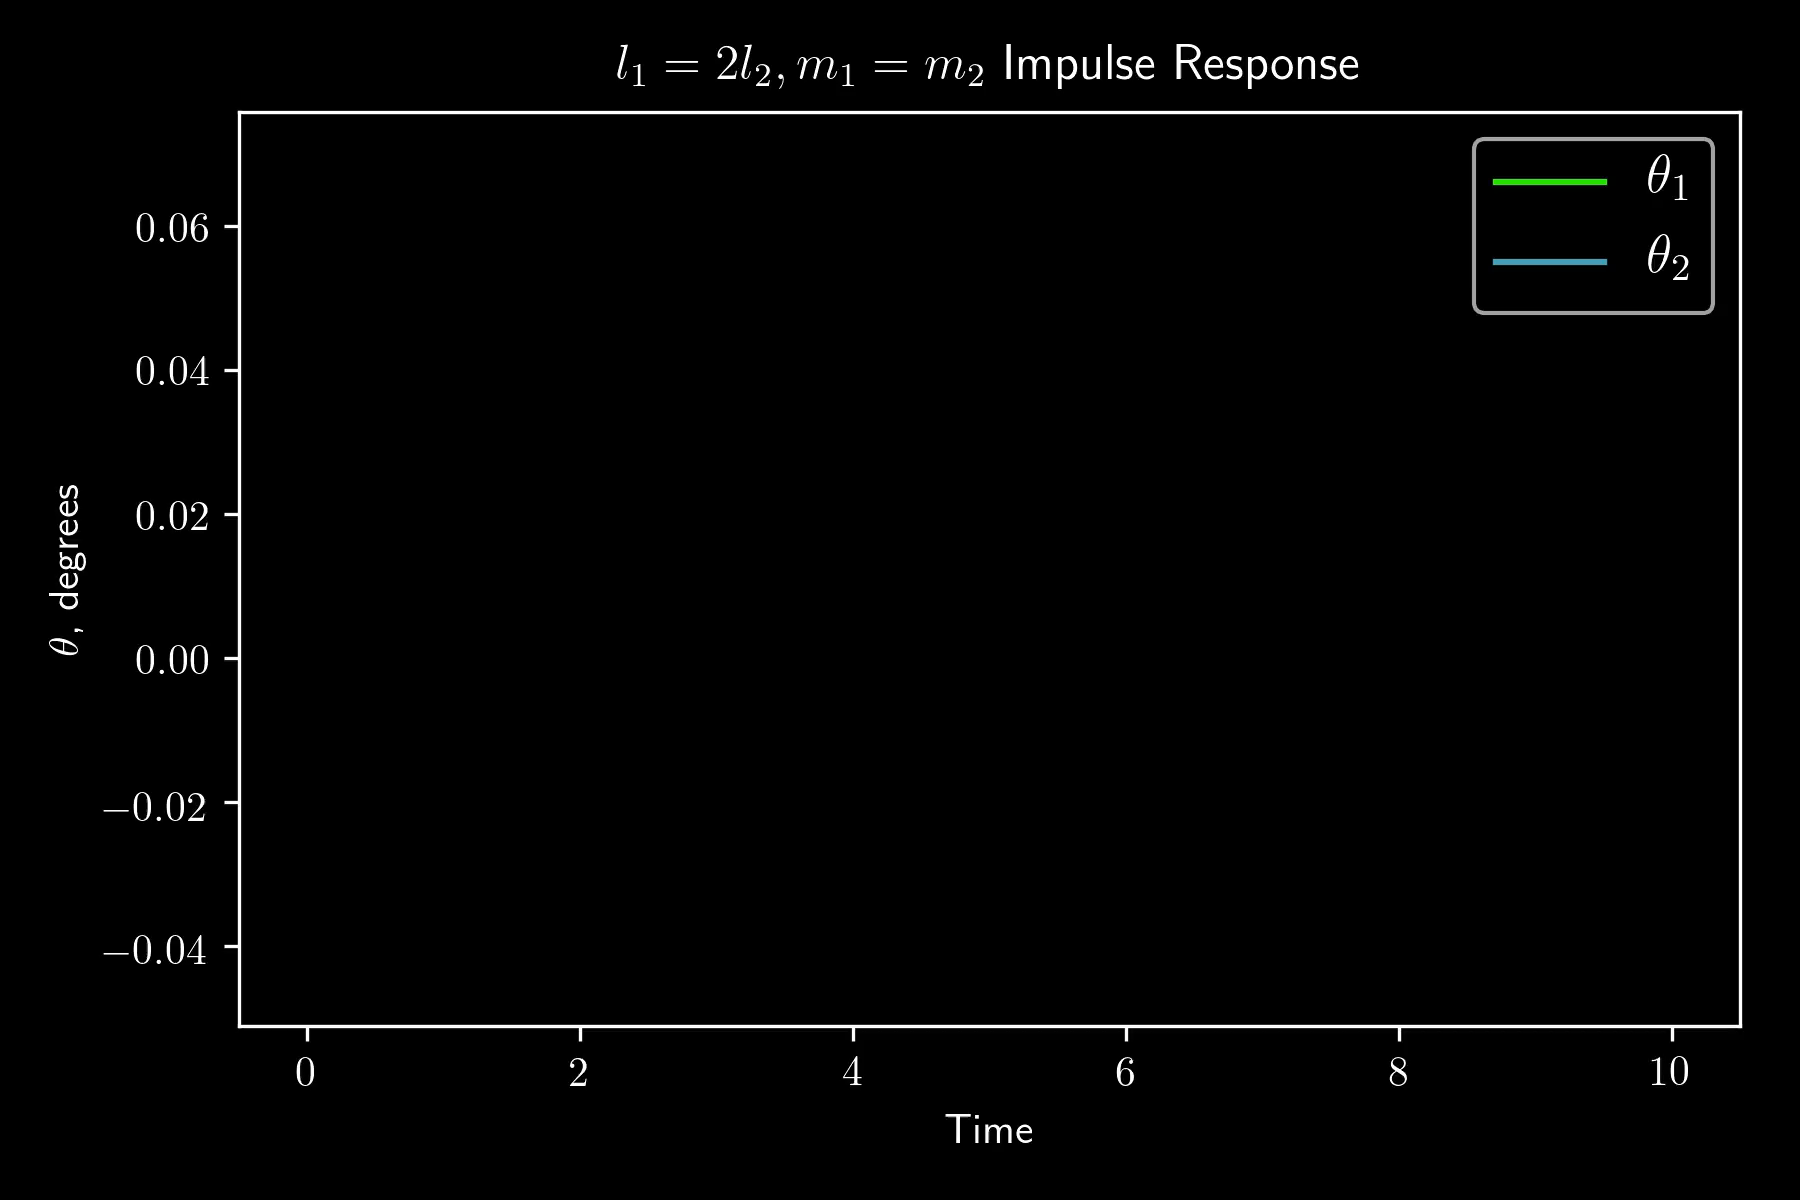 l₁ = 2l₂, m₁ = m₂ Impulse Response
θ₁
θ₂
0.06
0.04
0.02
0.00
−0.02
−0.04
θ, degrees
0 2 4 6 8 10
Time